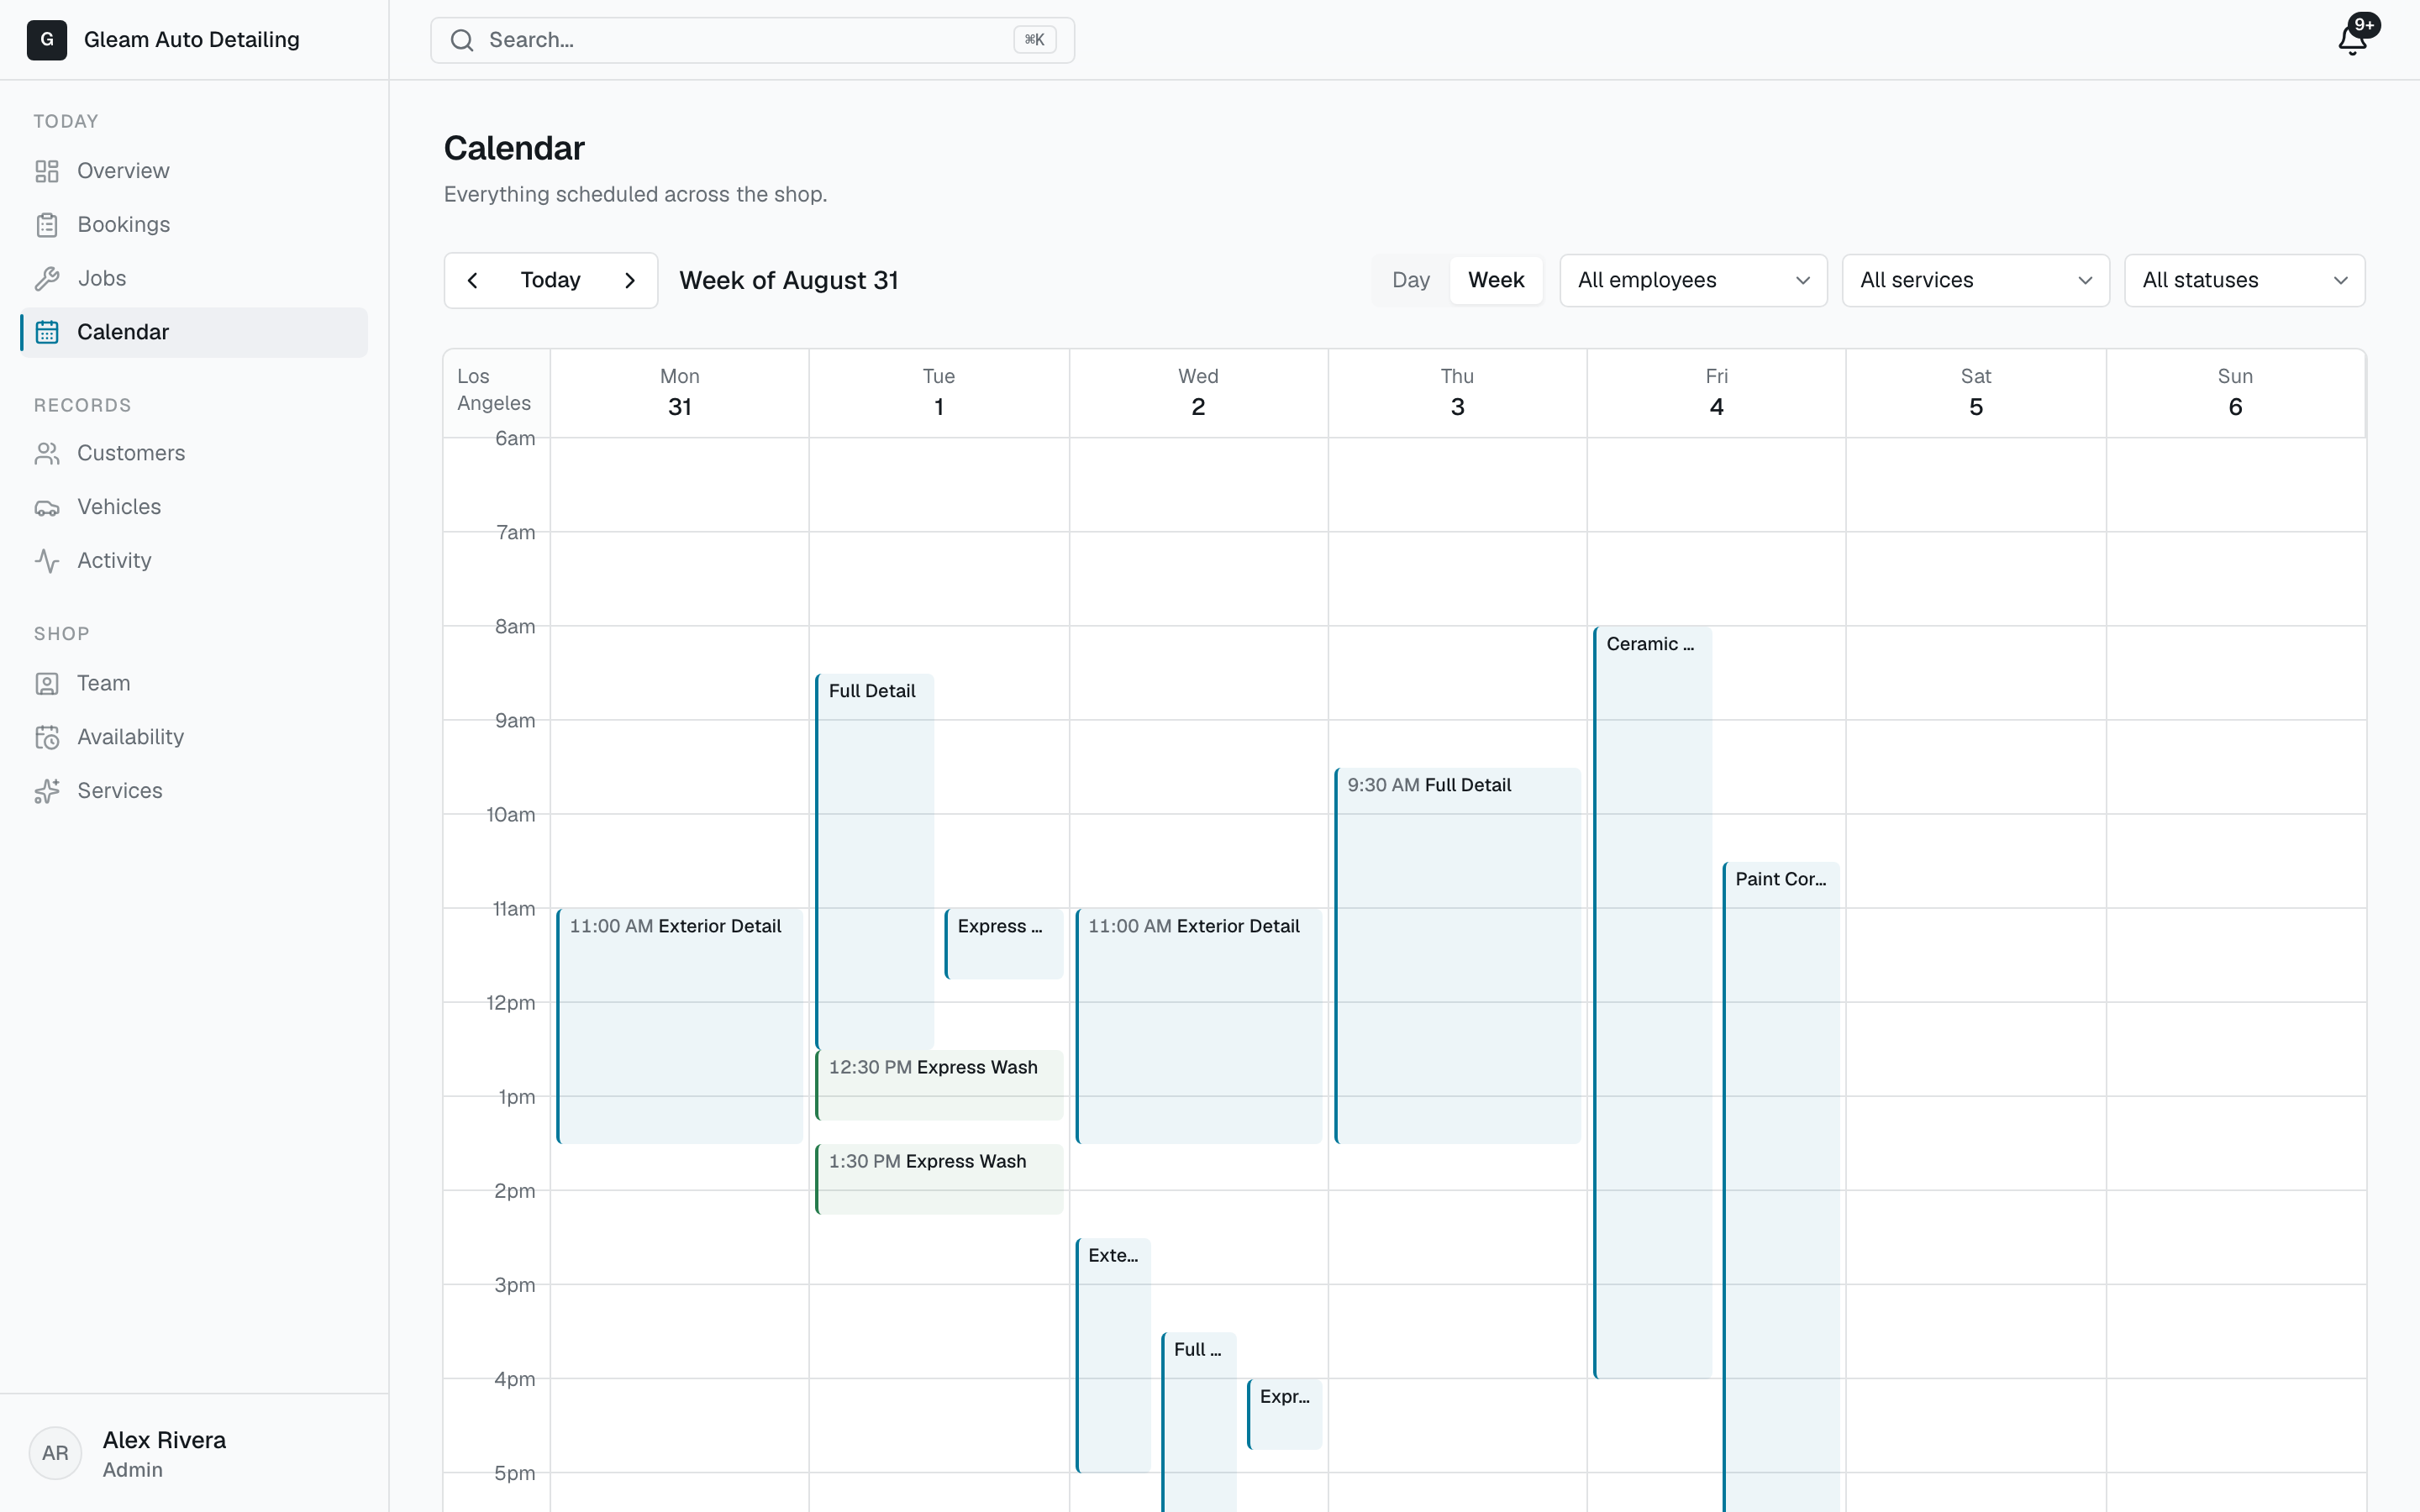 G Gleam Auto Detailing
Search... ⌘K
9+
TODAY
Overview
Bookings
Jobs
Calendar
RECORDS
Customers
Vehicles
Activity
SHOP
Team
Availability
Services
AR
Alex Rivera
Admin
Calendar
Everything scheduled across the shop.
Today
Week of August 31
Day Week All employees All services All statuses
Los
Angeles
Mon
31
Tue
1
Wed
2
Thu
3
Fri
4
Sat
5
Sun
6
6am
7am
8am
9am
10am
11am
12pm
1pm
2pm
3pm
4pm
5pm
11:00 AM Exterior Detail
Full Detail
Express ...
12:30 PM Express Wash
1:30 PM Express Wash
11:00 AM Exterior Detail
Exte...
Full ...
Expr...
9:30 AM Full Detail
Ceramic ...
Paint Cor...